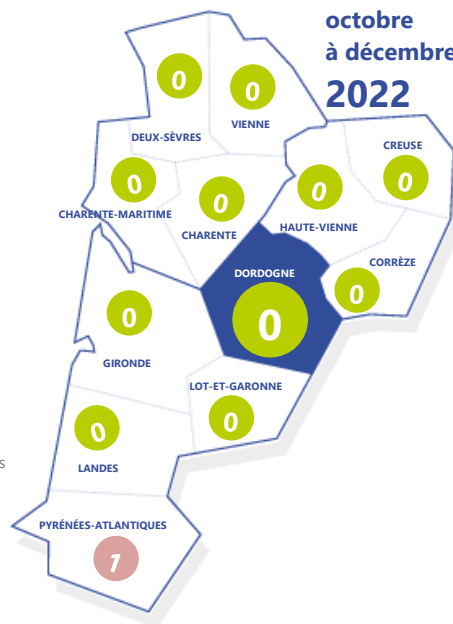 octobre
à décembre
2022
0
DEUX-SÈVRES
0
VIENNE
CREUSE
0
0
CHARENTE-MARITIME
0
CHARENTE
0
HAUTE-VIENNE
CORRÈZE
0
DORDOGNE
0
0
GIRONDE
LOT-ET-GARONNE
0
0
LANDES
s
PYRÉNÉES-ATLANTIQUES
1